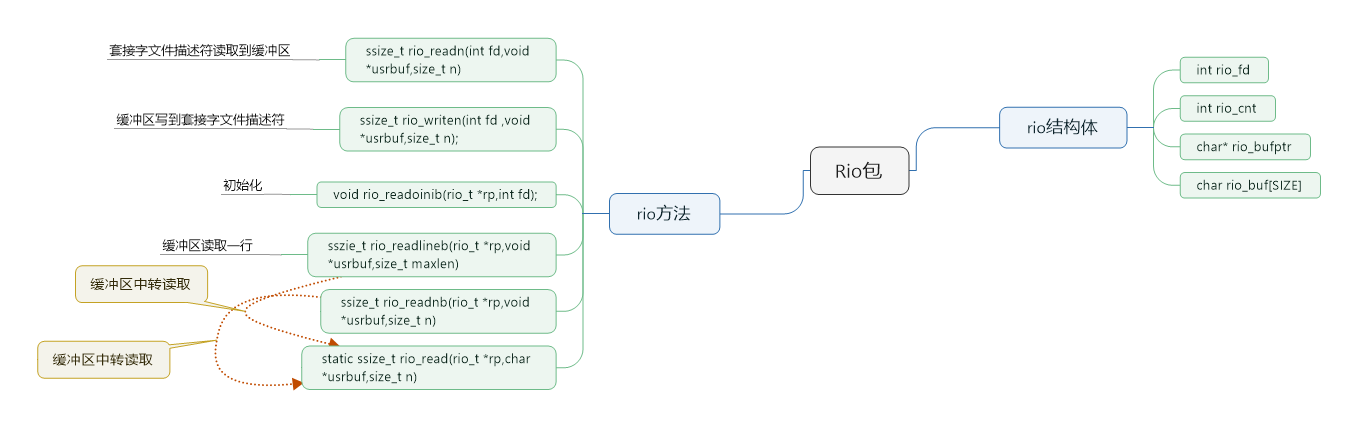 套接字文件描述符读取到缓冲区
ssize_t rio_readn(int fd,void
*usrbuf,size_t n)
缓冲区写到套接字文件描述符
ssize_t rio_writen(int fd ,void
*usrbuf,size_t n);
初始化
void rio_readoinib(rio_t *rp,int fd);
缓冲区读取一行
sszie_t rio_readlineb(rio_t *rp,void
*usrbuf,size_t maxlen)
缓冲区中转读取
ssize_t rio_readnb(rio_t *rp,void
*usrbuf,size_t n)
缓冲区中转读取
static ssize_t rio_read(rio_t *rp,char
*usrbuf,size_t n)
rio方法
Rio包
rio结构体
int rio_fd
int rio_cnt
char* rio_bufptr
char rio_buf[SIZE]